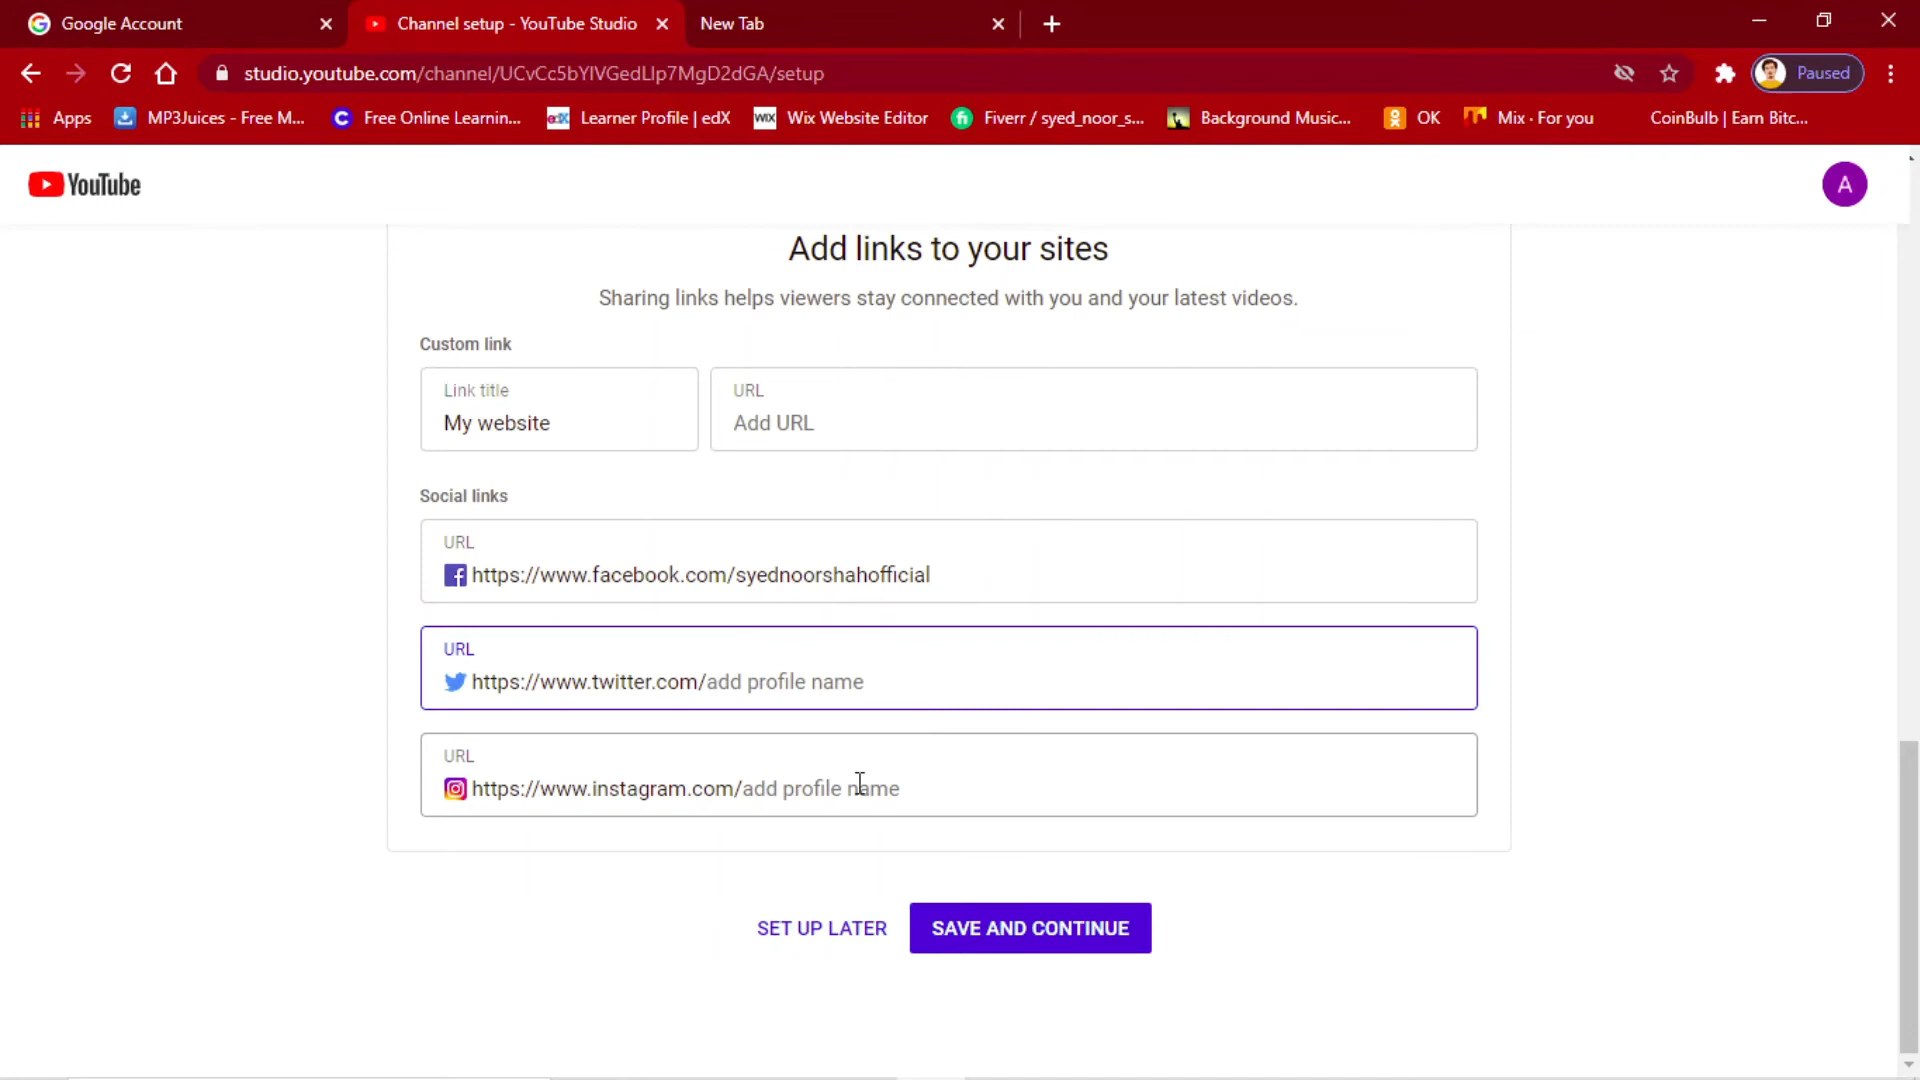 Google Account
Channel setup - YouTube Studio
New Tab
studio.youtube.com/channel/UCvCc5bYlVGedLlp7MgD2dGA/setup
Paused
Apps
MP3Juices - Free M...
Free Online Learnin...
Learner Profile | edX
WIX
Wix Website Editor
Fiverr / syed_noor_s...
Background Music...
OK
Mix · For you
CoinBulb | Earn Bitc...
YouTube
A
Add links to your sites
Sharing links helps viewers stay connected with you and your latest videos.
Custom link
Link title
My website
URL
Add URL
Social links
URL
https://www.facebook.com/syednoorshahofficial
URL
https://www.twitter.com/add profile name
URL
https://www.instagram.com/add profile name
SET UP LATER
SAVE AND CONTINUE